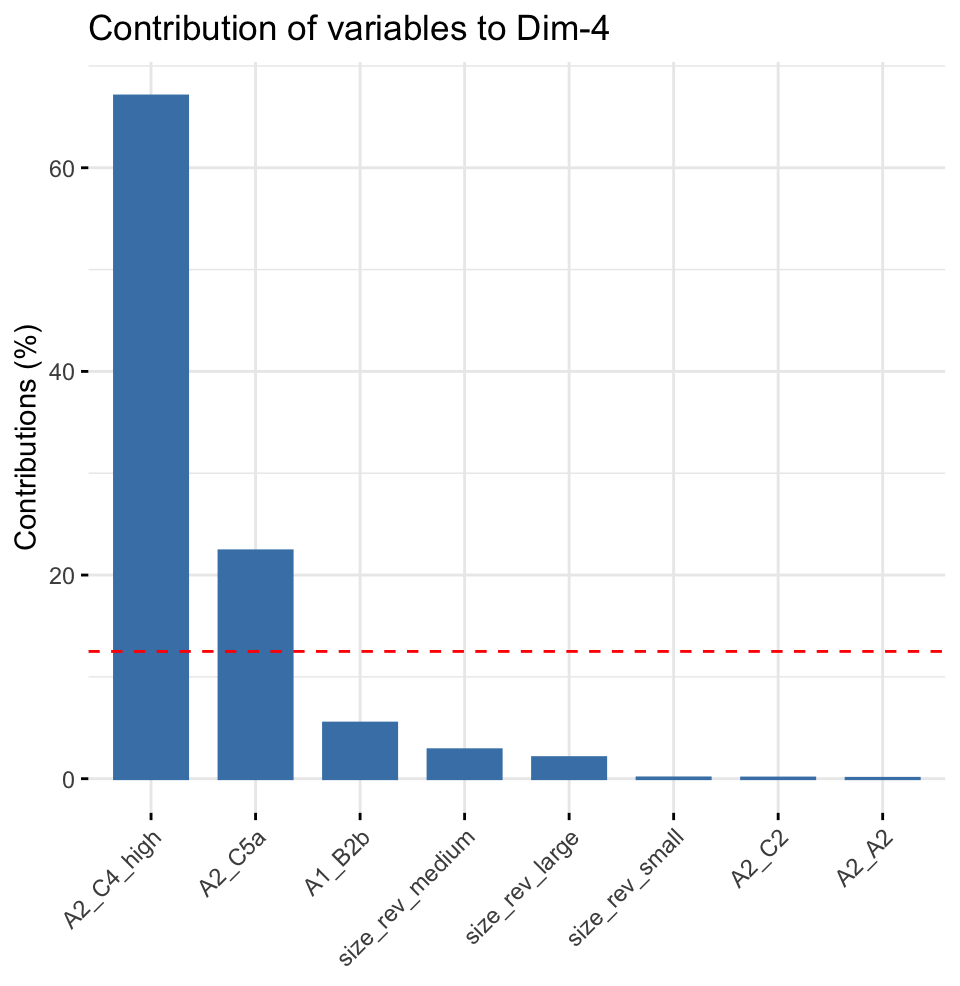 Contribution of variables to Dim-4
Contributions (%)
60
40
20
0
A2_C4_high
A2_C5a
A1_B2b
size_rev_medium
size_rev_large
size_rev_small
A2_C2
A2_A2